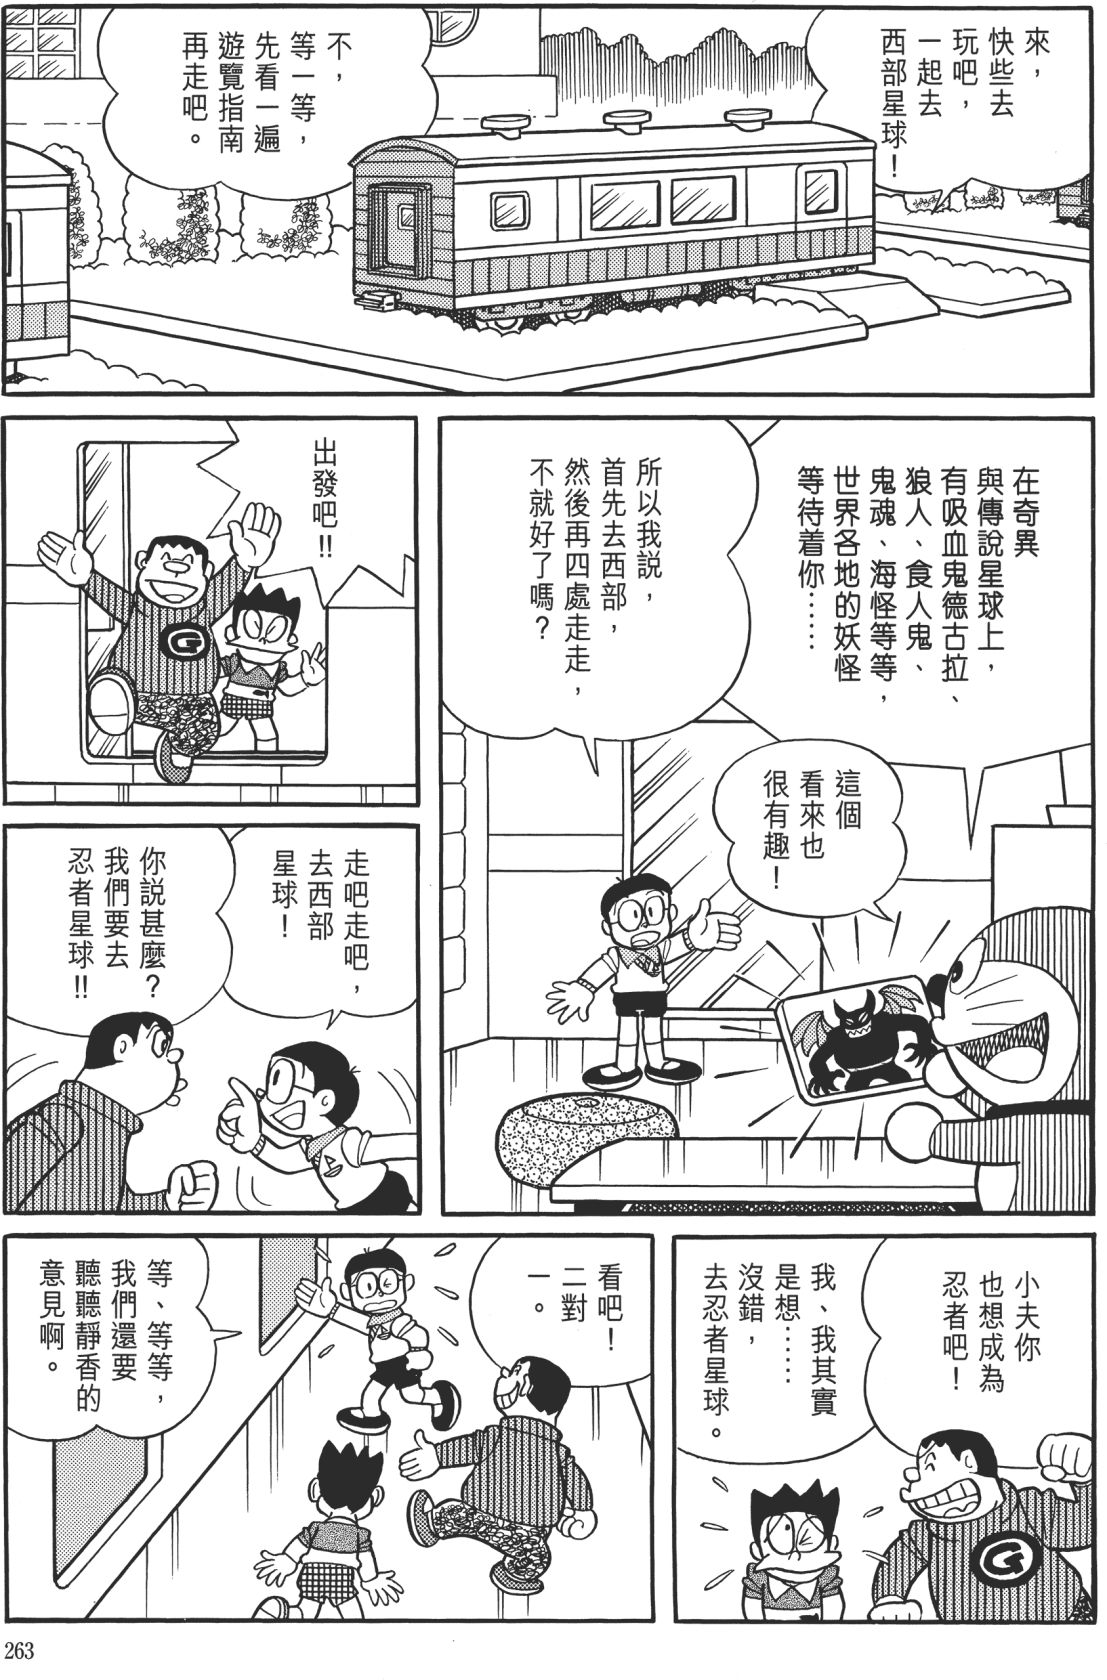 來，
快些去
玩吧，
一起去
西部星球！
不，
等一等，
先看一遍
遊覽指南
再走吧。
在奇異
與傳說星球上，
有吸血鬼德古拉、
狼人、食人鬼、
鬼魂、海怪等等，
世界各地的妖怪
等待着你……
這個
看來也
很有趣！
所以我說，
首先去西部，
然後再四處走走，
不就好了嗎？
出發吧!!
G
走吧走吧，
去西部
星球！
你說甚麼？
我們要去
忍者星球!!
小夫你
也想成為
忍者吧！
我、我其實
是想……
沒錯，
去忍者星球。
G
看吧！
二對
一。
等、等等，
我們還要
聽聽靜香的
意見啊。
263